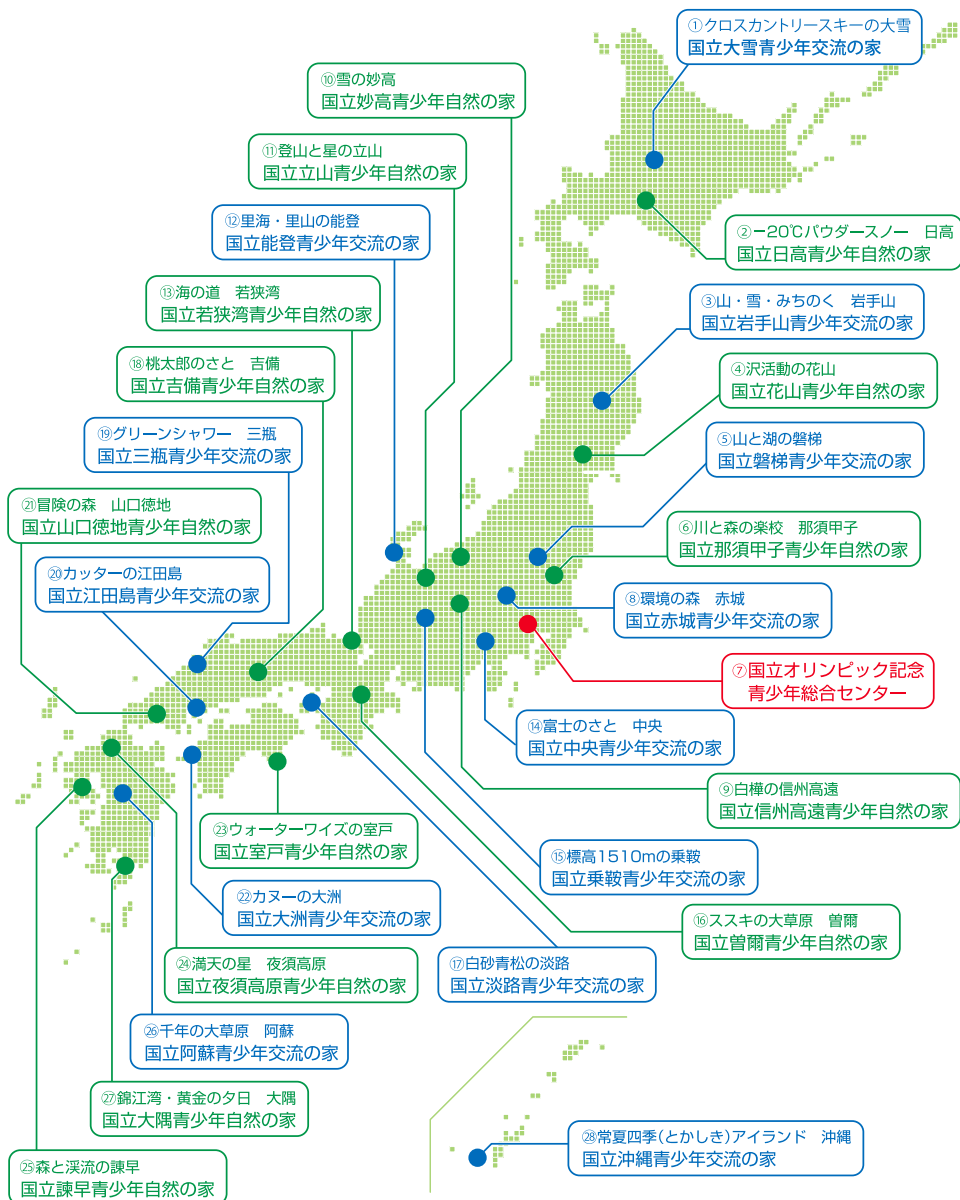 ①クロスカントリースキーの大雪
国立大雪青少年交流の家
⑩雪の妙高
国立妙高青少年自然の家
⑪登山と星の立山
国立立山青少年自然の家
⑫里海・里山の能登
国立能登青少年交流の家
②−20℃パウダースノー　日高
国立日高青少年自然の家
⑬海の道　若狭湾
国立若狭湾青少年自然の家
③山・雪・みちのく　岩手山
国立岩手山青少年交流の家
⑱桃太郎のさと　吉備
国立吉備青少年自然の家
④沢活動の花山
国立花山青少年自然の家
⑲グリーンシャワー　三瓶
国立三瓶青少年交流の家
⑤山と湖の磐梯
国立磐梯青少年交流の家
㉑冒険の森　山口徳地
国立山口徳地青少年自然の家
⑥川と森の楽校　那須甲子
国立那須甲子青少年自然の家
⑳カッターの江田島
国立江田島青少年交流の家
⑧環境の森　赤城
国立赤城青少年交流の家
⑦国立オリンピック記念
青少年総合センター
⑭富士のさと　中央
国立中央青少年交流の家
⑨白樺の信州高遠
国立信州高遠青少年自然の家
㉓ウォーターワイズの室戸
国立室戸青少年自然の家
⑮標高1510mの乗鞍
国立乗鞍青少年交流の家
㉒カヌーの大洲
国立大洲青少年交流の家
⑯ススキの大草原　曽爾
国立曽爾青少年自然の家
㉔満天の星　夜須高原
国立夜須高原青少年自然の家
⑰白砂青松の淡路
国立淡路青少年交流の家
㉖千年の大草原　阿蘇
国立阿蘇青少年交流の家
㉗錦江湾・黄金の夕日　大隅
国立大隅青少年自然の家
㉘常夏四季(とかしき)アイランド　沖縄
国立沖縄青少年交流の家
㉕森と渓流の諫早
国立諫早青少年自然の家